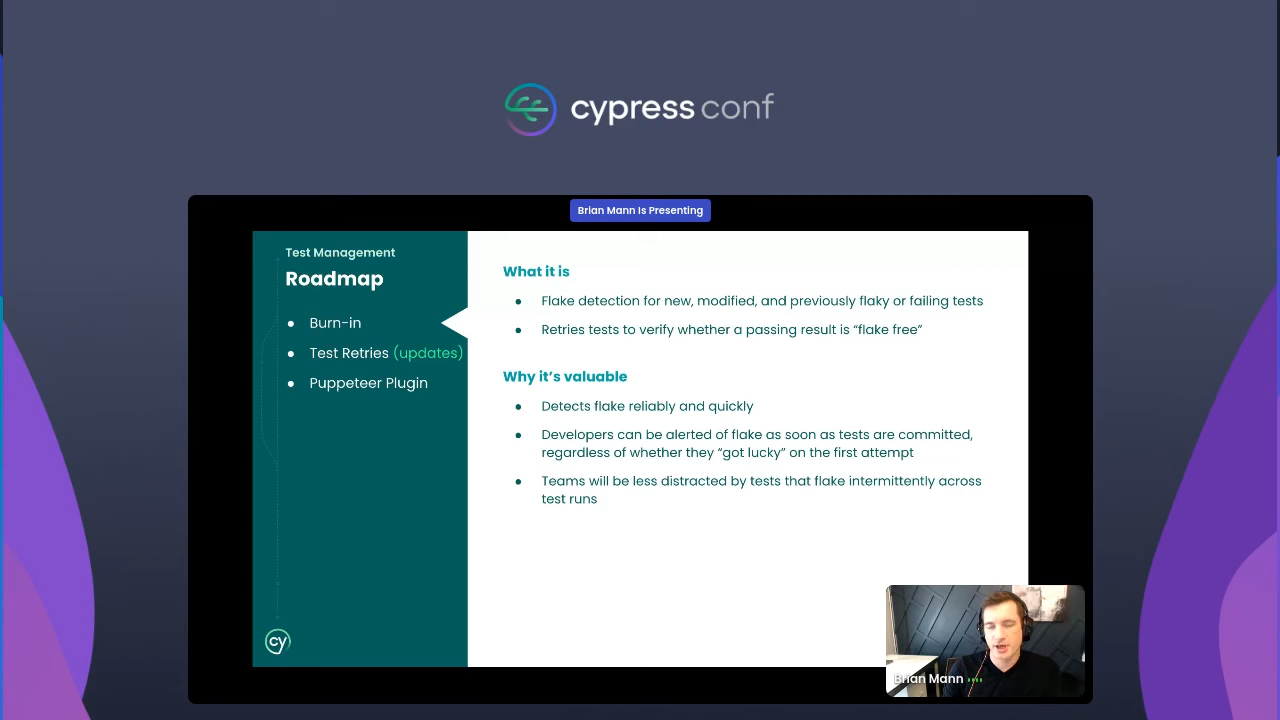 cypress conf
Brian Mann Is Presenting
Test Management
Roadmap
● Burn-in
● Test Retries (updates)
● Puppeteer Plugin
cy
What it is
● Flake detection for new, modified, and previously flaky or failing tests
● Retries tests to verify whether a passing result is “flake free”
Why it’s valuable
● Detects flake reliably and quickly
● Developers can be alerted of flake as soon as tests are committed,
regardless of whether they “got lucky” on the first attempt
● Teams will be less distracted by tests that flake intermittently across
test runs
Brian Mann